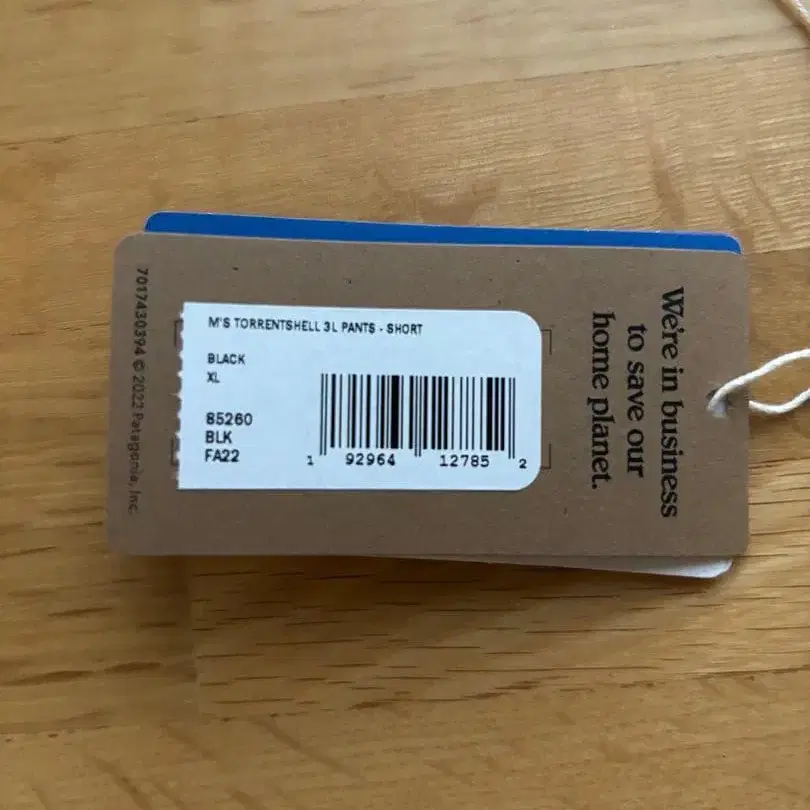 M'S TORRENTSHELL 3L PANTS - SHORT
BLACK
XL
85260
BLK
FA22
1 92964 12785 2
We're in business
to save our
home planet.
7017430394 © 2022 Patagonia, Inc.